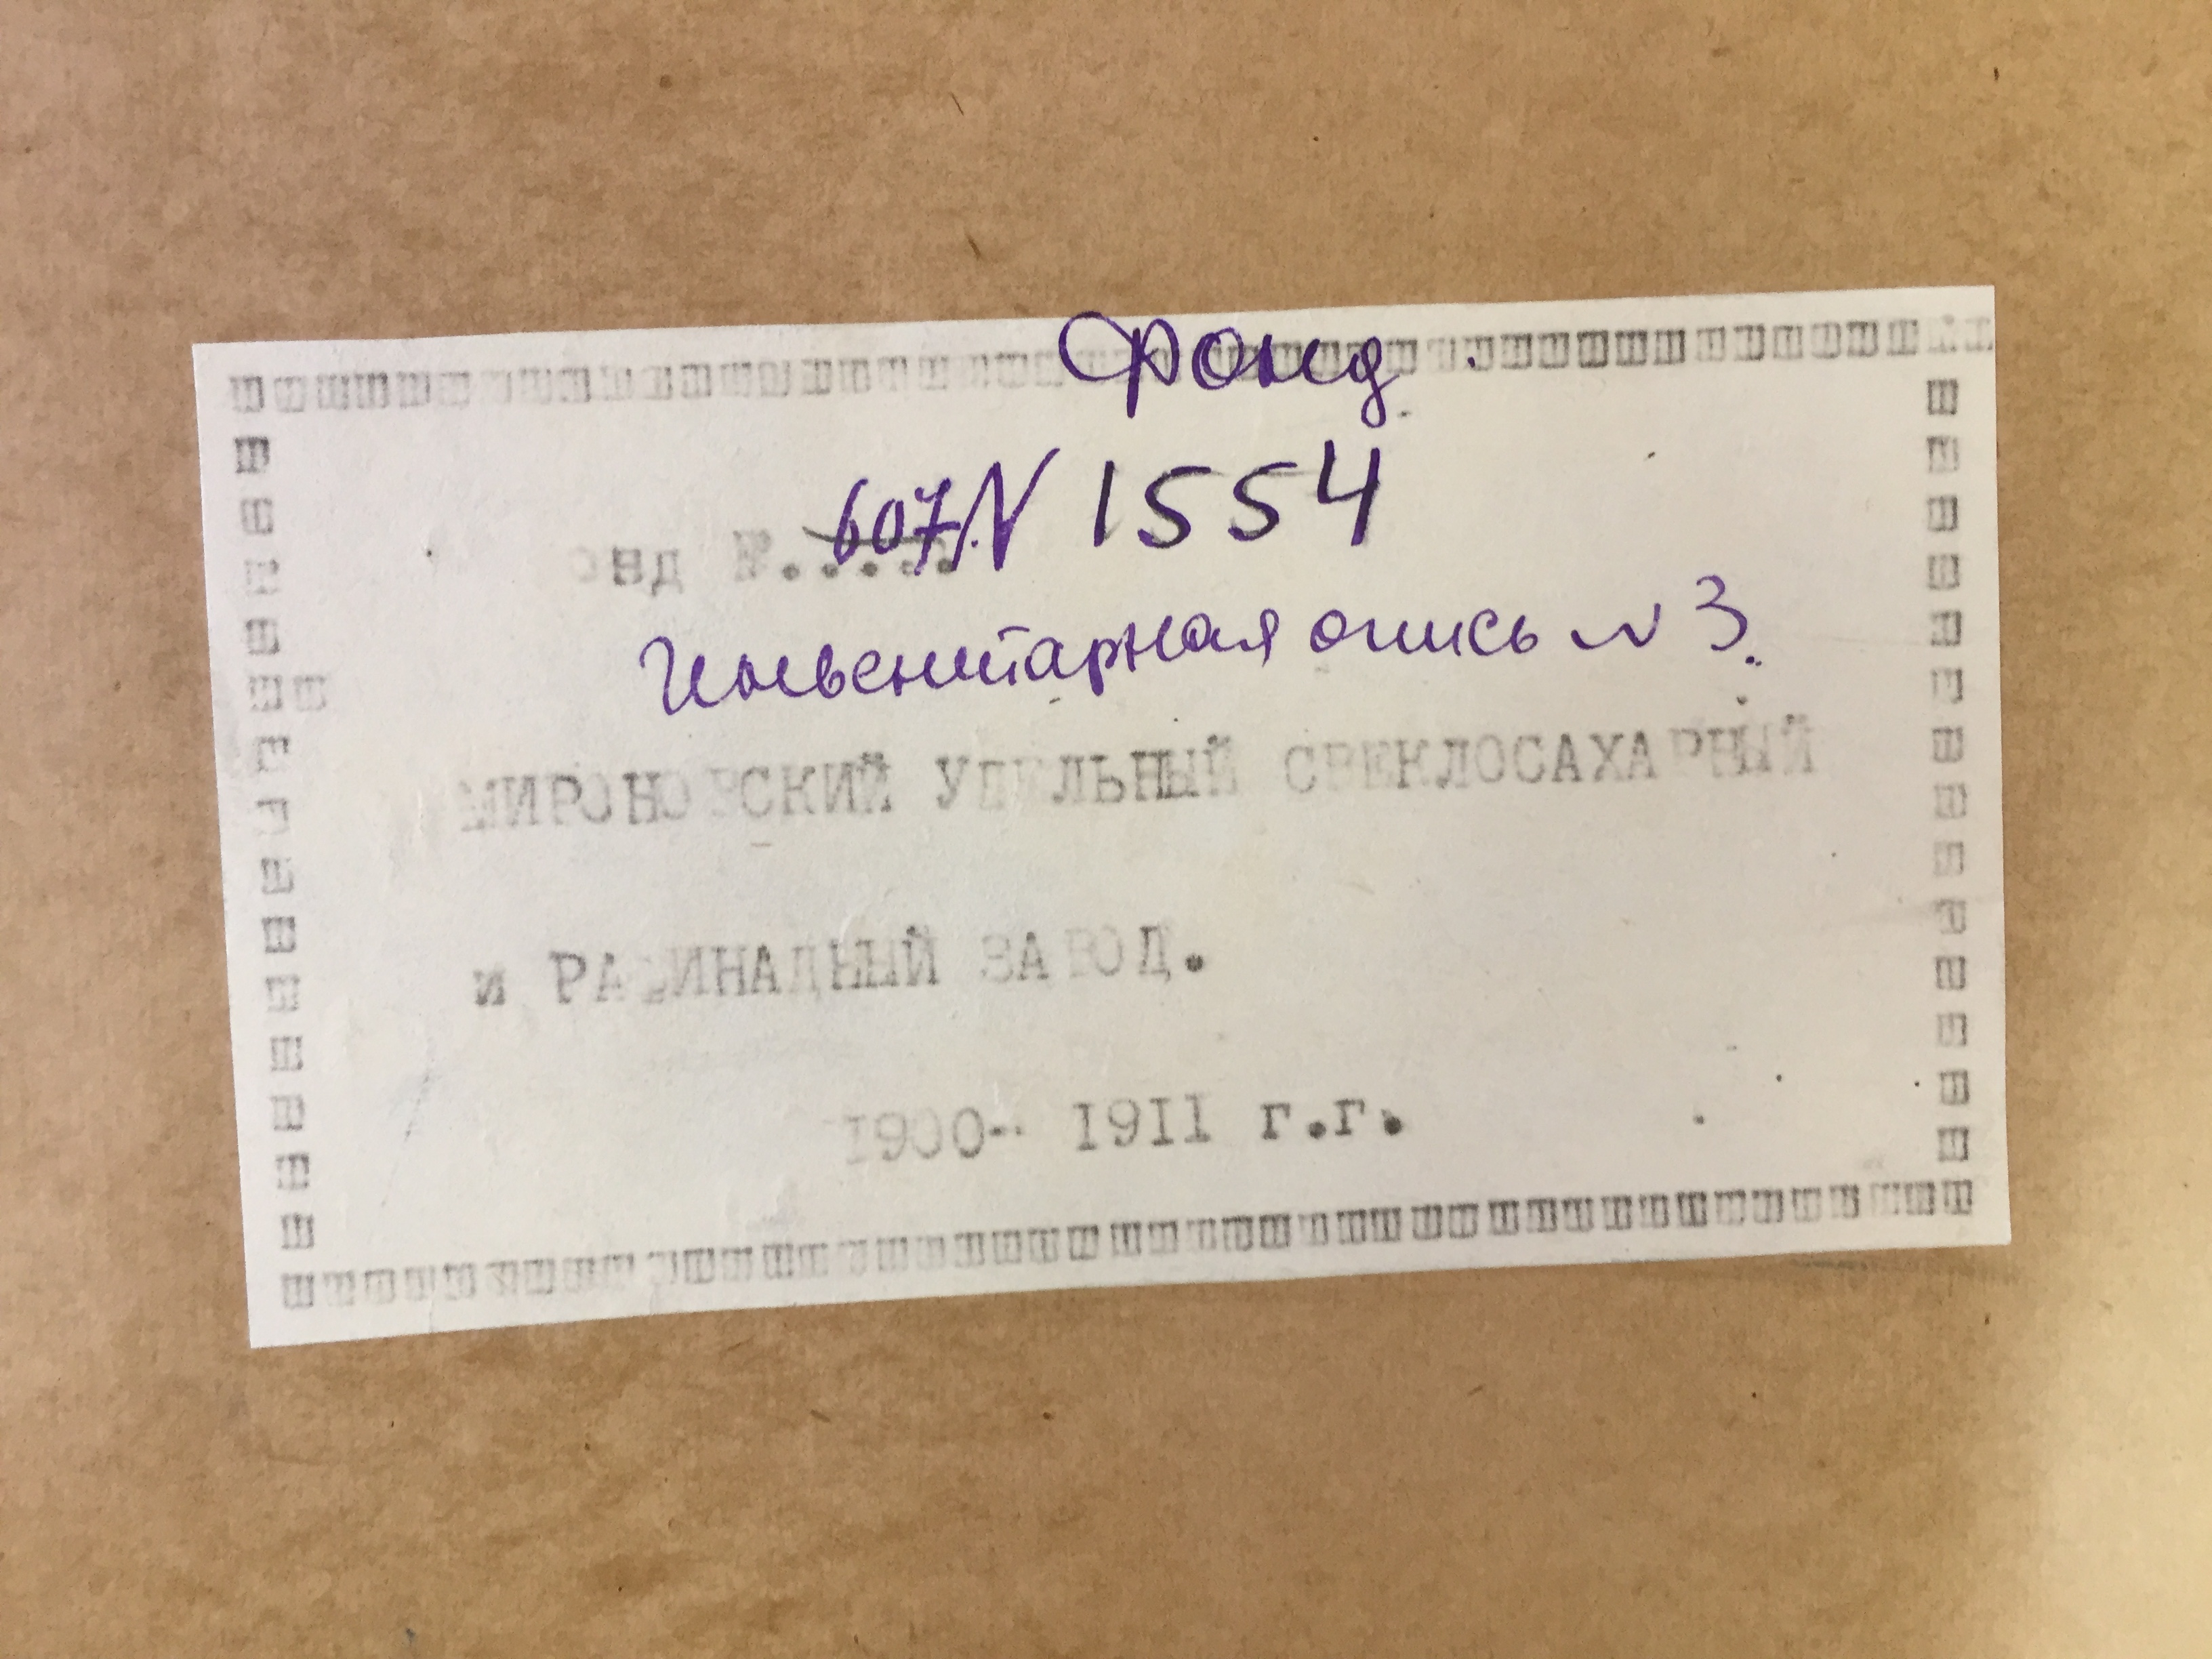 Фонд
онд №..... 607 N 1554
Инвентарная опись N 3.
МИРОНОВСКИЙ УДЕЛЬНЫЙ СВЕКЛОСАХАРНЫЙ
и РАФИНАДНЫЙ ЗАВОД.
1900- 1911 г.г.